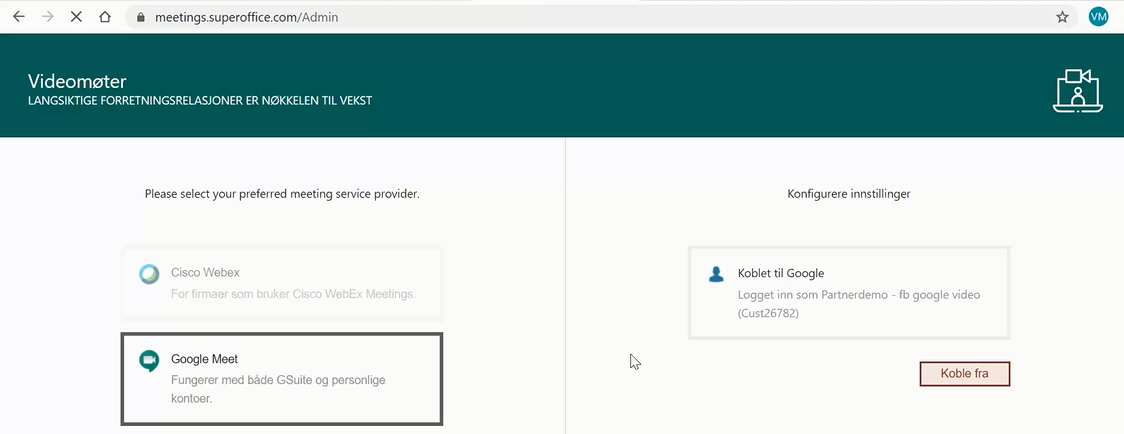 meetings.superoffice.com/Admin
VM
Videomøter
LANGSIKTIGE FORRETNINGSRELASJONER ER NØKKELEN TIL VEKST
Please select your preferred meeting service provider.
Cisco Webex
For firmaer som bruker Cisco WebEx Meetings.
Google Meet
Fungerer med både GSuite og personlige
kontoer.
Konfigurere innstillinger
Koblet til Google
Logget inn som Partnerdemo - fb google video
(Cust26782)
Koble fra